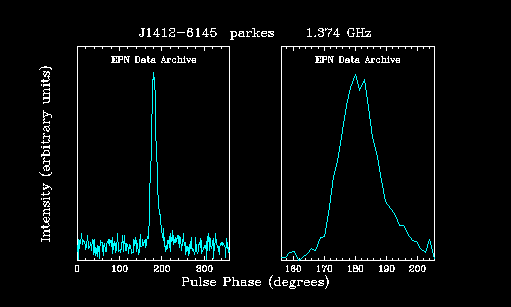 J1412-6145 parkes 1.374 GHz
EPN Data Archive EPN Data Archive
Intensity (arbitrary units)
0 100 200 300 160 170 180 190 200
Pulse Phase (degrees)